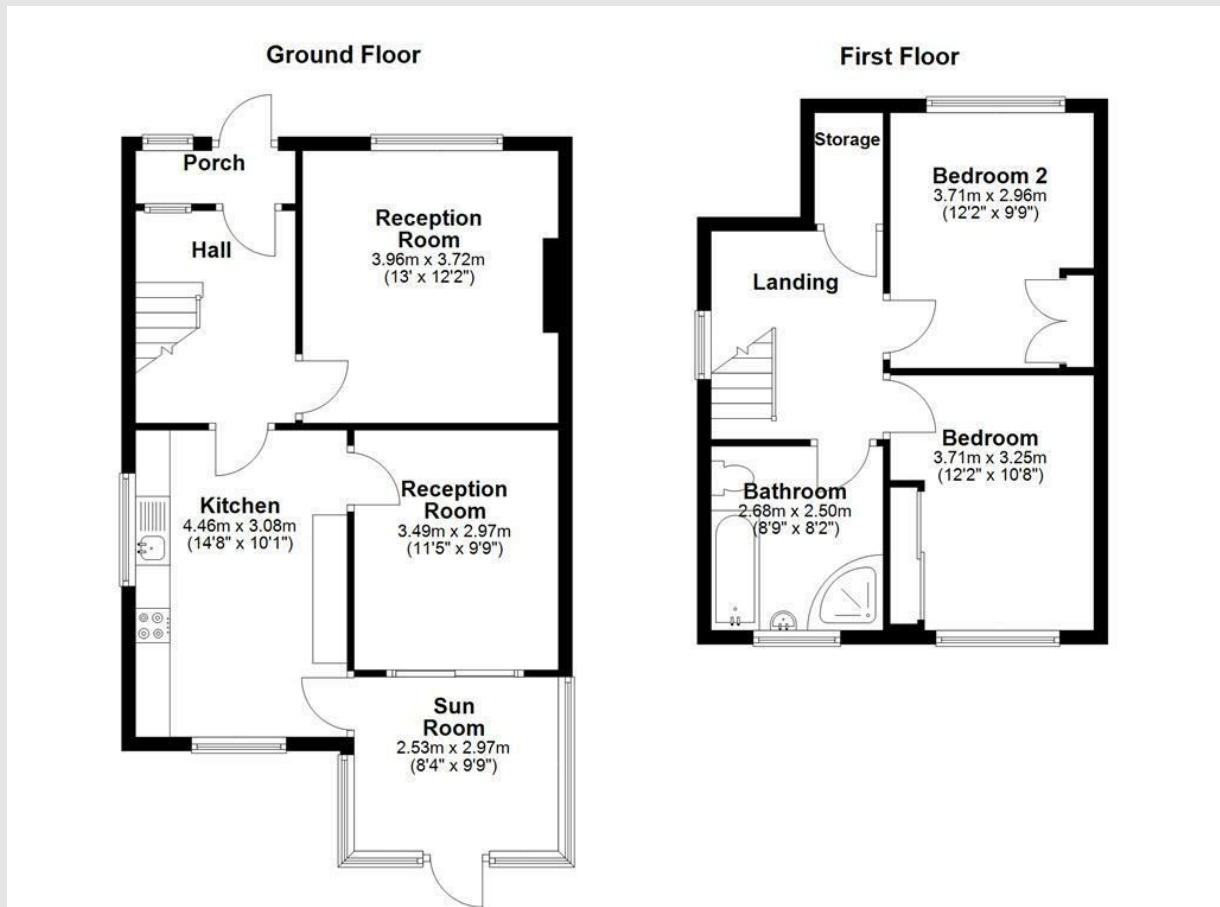 Ground Floor
Porch
Hall
Reception
Room
3.96m x 3.72m
(13' x 12'2")
Kitchen
4.46m x 3.08m
(14'8" x 10'1")
Reception
Room
3.49m x 2.97m
(11'5" x 9'9")
Sun
Room
2.53m x 2.97m
(8'4" x 9'9")
First Floor
Storage
Bedroom 2
3.71m x 2.96m
(12'2" x 9'9")
Landing
Bedroom
3.71m x 3.25m
(12'2" x 10'8")
Bathroom
2.68m x 2.50m
(8'9" x 8'2")